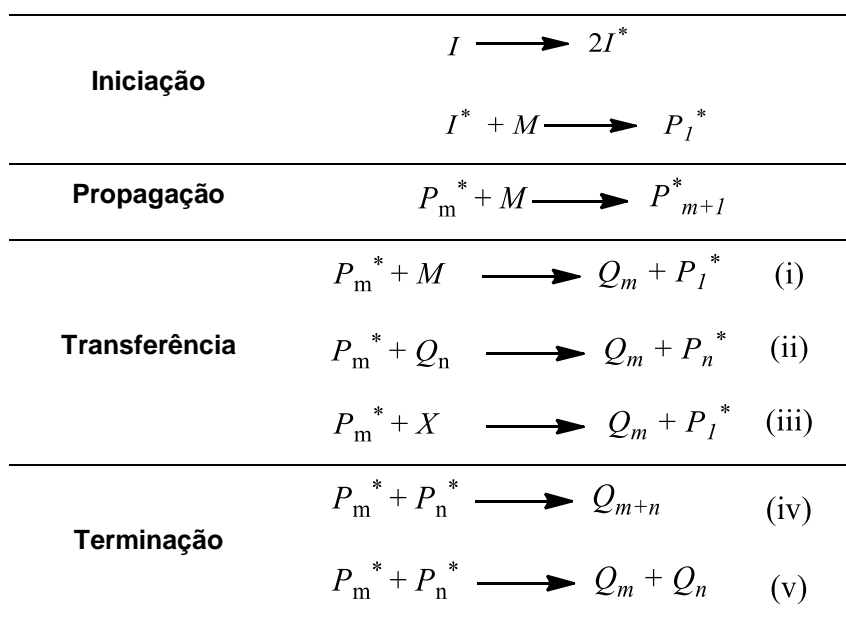 I ⟶ 2I*
Iniciação
I* + M ⟶ P₁*
Propagação
Pₘ* + M ⟶ P*ₘ₊₁
Pₘ* + M ⟶ Qₘ + P₁* (i)
Transferência
Pₘ* + Qₙ ⟶ Qₘ + Pₙ* (ii)
Pₘ* + X ⟶ Qₘ + P₁* (iii)
Pₘ* + Pₙ* ⟶ Qₘ₊ₙ (iv)
Terminação
Pₘ* + Pₙ* ⟶ Qₘ + Qₙ (v)